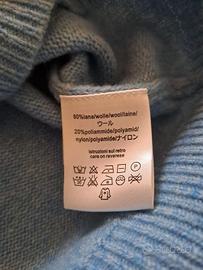 80%lana/wolle/wool/laine/
ウール
20%poliammide/polyamid/
nylon/polyamide/ナイロン
istruzioni sul retro
care on reverse